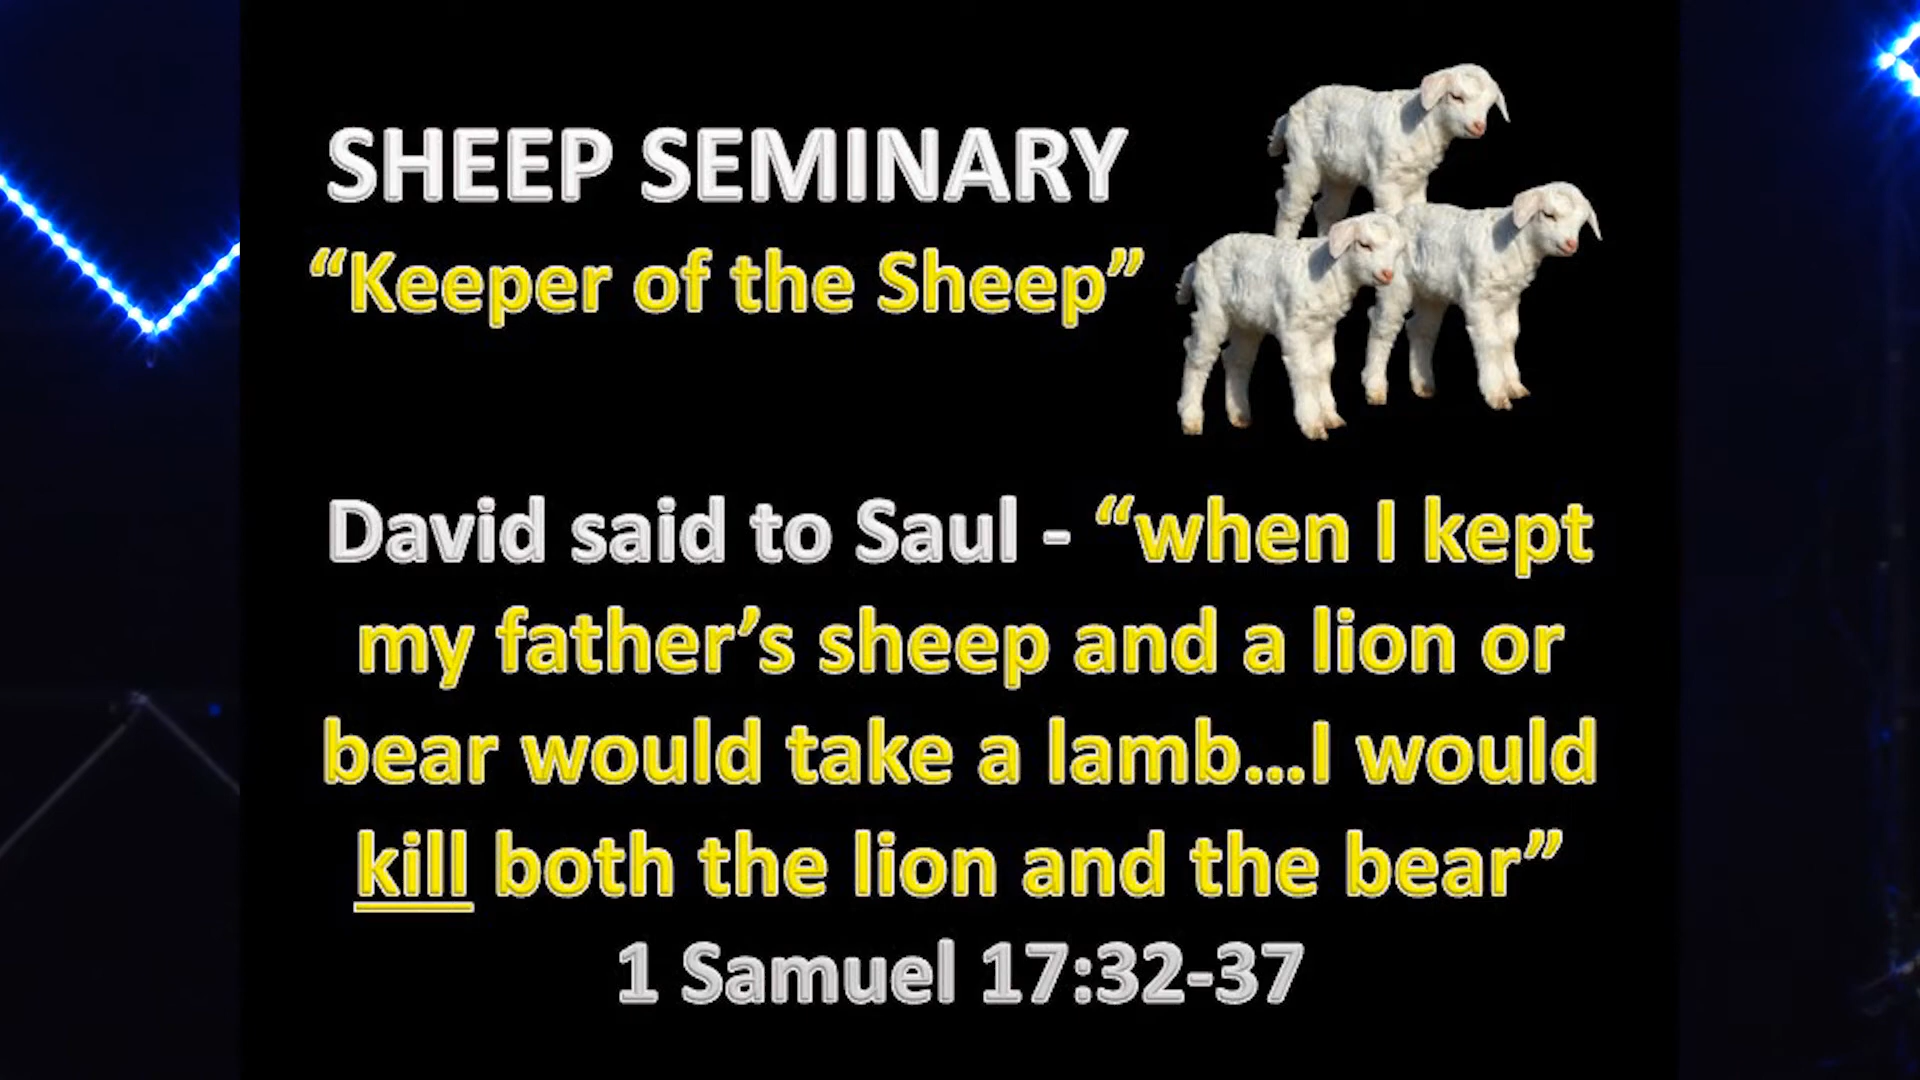 SHEEP SEMINARY
“Keeper of the Sheep”
David said to Saul - “when I kept
my father’s sheep and a lion or
bear would take a lamb...I would
kill both the lion and the bear”
1 Samuel 17:32-37